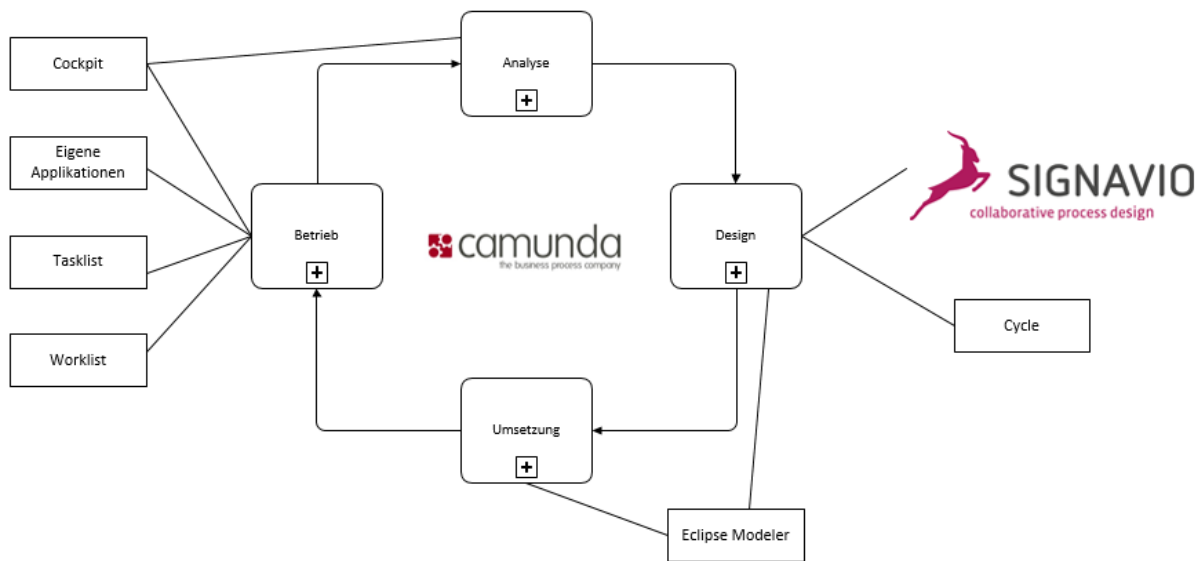 Cockpit
Analyse
Eigene
Applikationen
SIGNAVIO
collaborative process design
Betrieb
camunda
the business process company
Design
Tasklist
Cycle
Worklist
Umsetzung
Eclipse Modeler